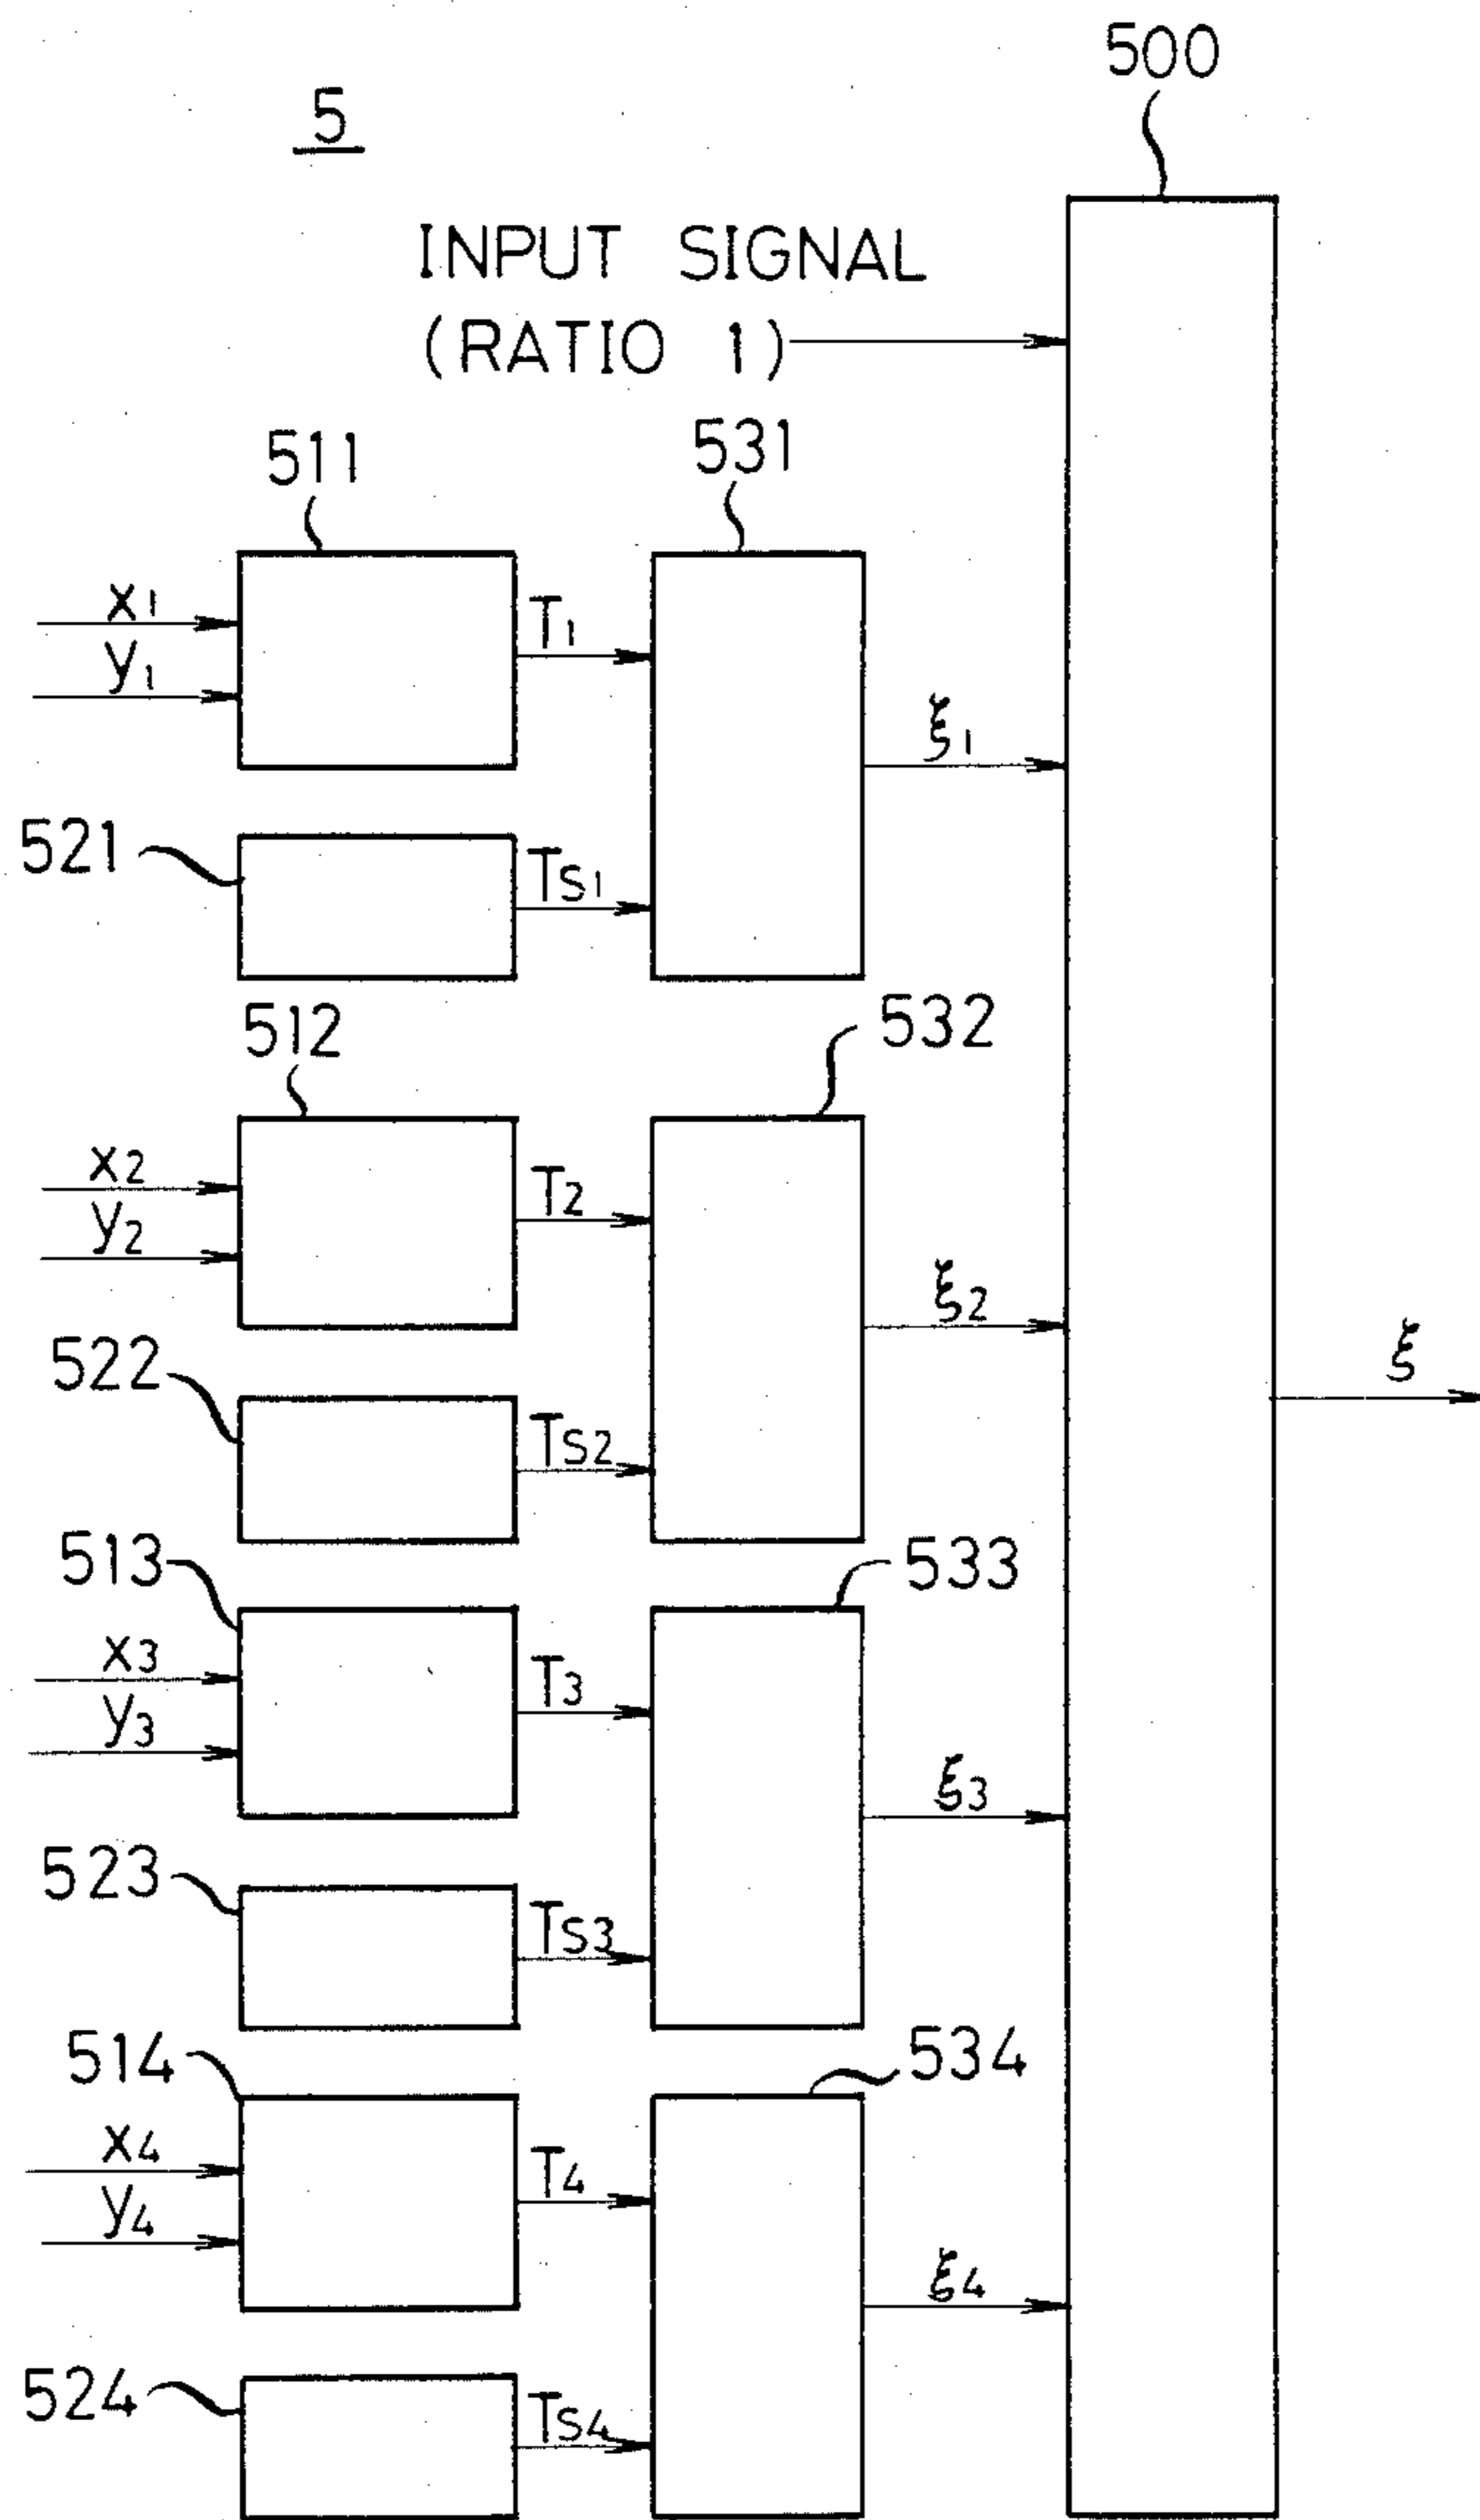 500
5
INPUT SIGNAL
(RATIO 1)
511
531
x1
y1
T1
ξ1
521
Ts1
512
532
x2
y2
T2
ξ2
ξ
522
Ts2
513
533
x3
y3
T3
ξ3
523
Ts3
514
534
x4
y4
T4
ξ4
524
Ts4